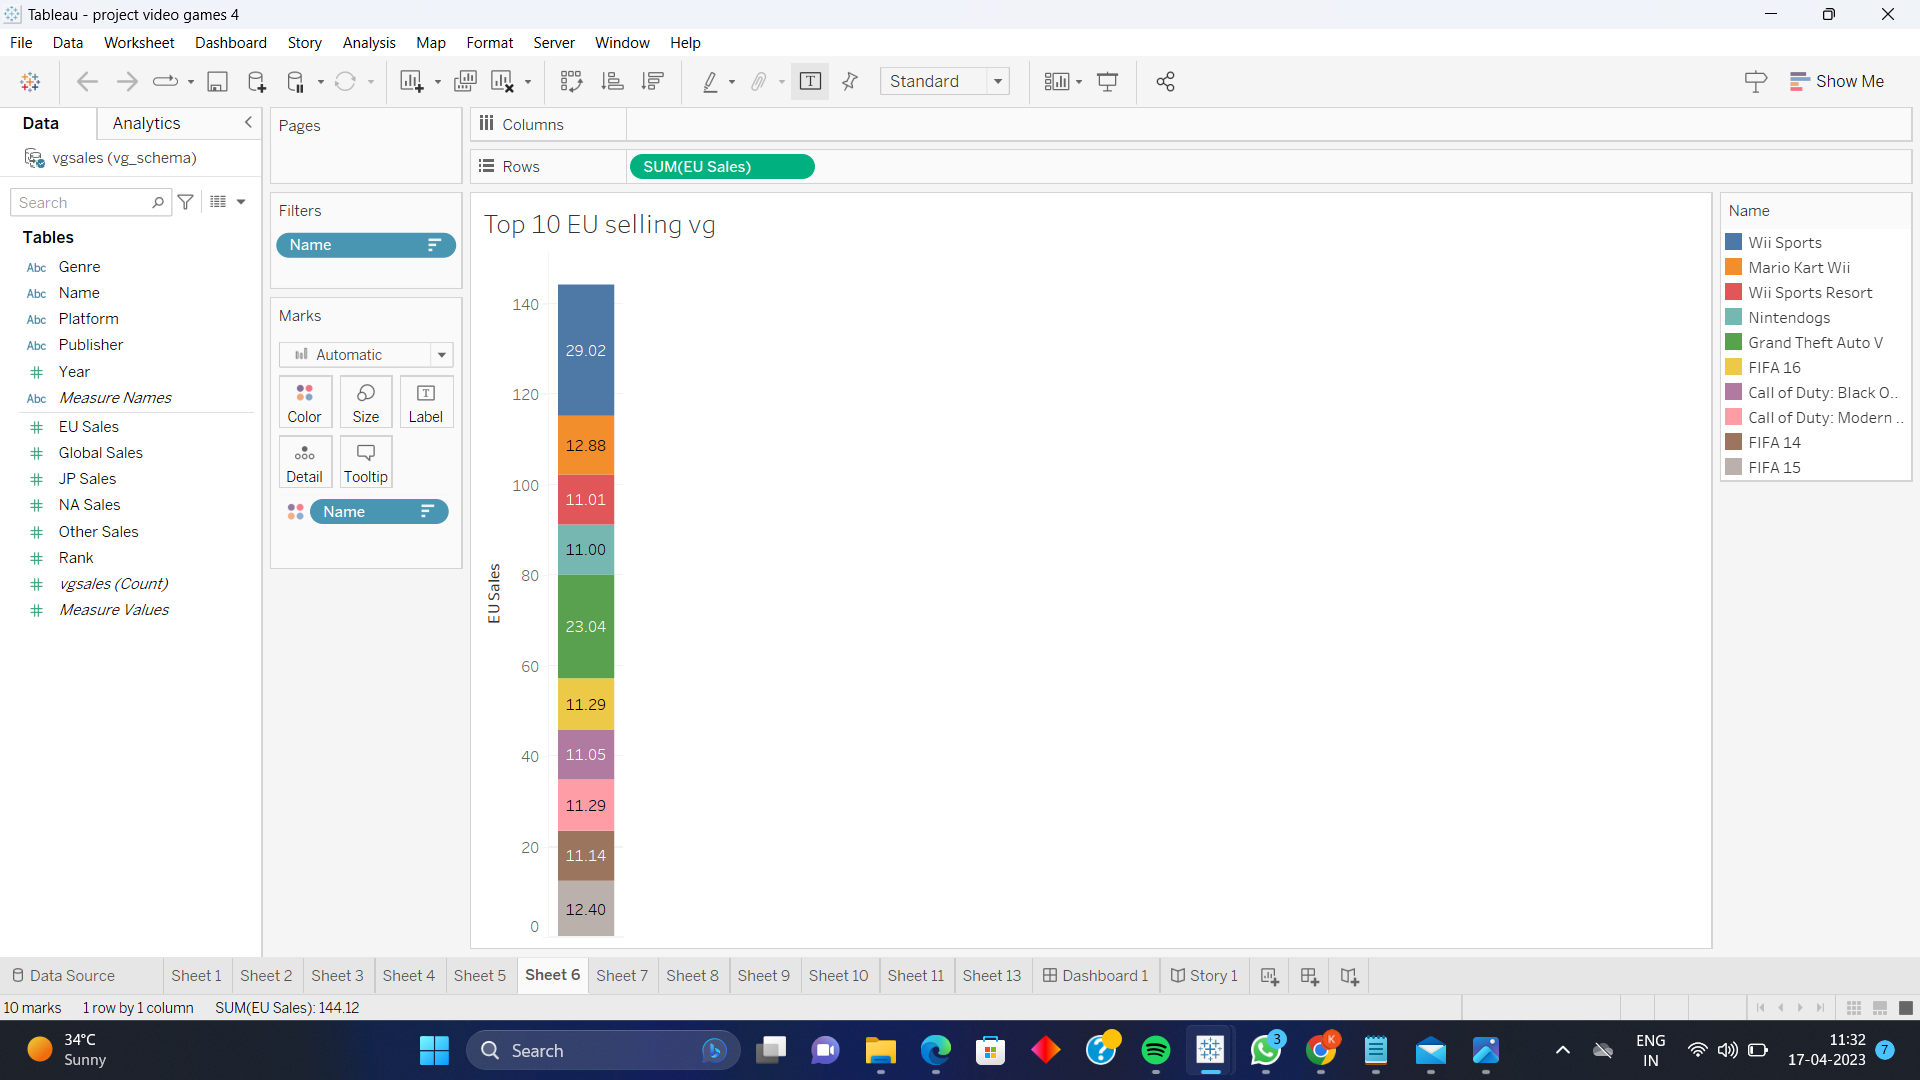 Tableau - project video games 4
File Data Worksheet Dashboard Story Analysis Map Format Server Window Help
Standard
Show Me
Data Analytics
vgsales (vg_schema)
Search
Tables
Abc Genre
Abc Name
Abc Platform
Abc Publisher
# Year
Abc Measure Names
# EU Sales
# Global Sales
# JP Sales
# NA Sales
# Other Sales
# Rank
# vgsales (Count)
# Measure Values
Pages
Filters
Name
Marks
Automatic
Color Size Label
Detail Tooltip
Name
Columns
Rows SUM(EU Sales)
Top 10 EU selling vg
EU Sales
140
120
100
80
60
40
20
0
29.02
12.88
11.01
11.00
23.04
11.29
11.05
11.29
11.14
12.40
Name
Wii Sports
Mario Kart Wii
Wii Sports Resort
Nintendogs
Grand Theft Auto V
FIFA 16
Call of Duty: Black O..
Call of Duty: Modern ..
FIFA 14
FIFA 15
Data Source Sheet 1 Sheet 2 Sheet 3 Sheet 4 Sheet 5 Sheet 6 Sheet 7 Sheet 8 Sheet 9 Sheet 10 Sheet 11 Sheet 13 Dashboard 1 Story 1
10 marks 1 row by 1 column SUM(EU Sales): 144.12
34°C
Sunny
Search
3
K
ENG
IN
11:32
17-04-2023
7